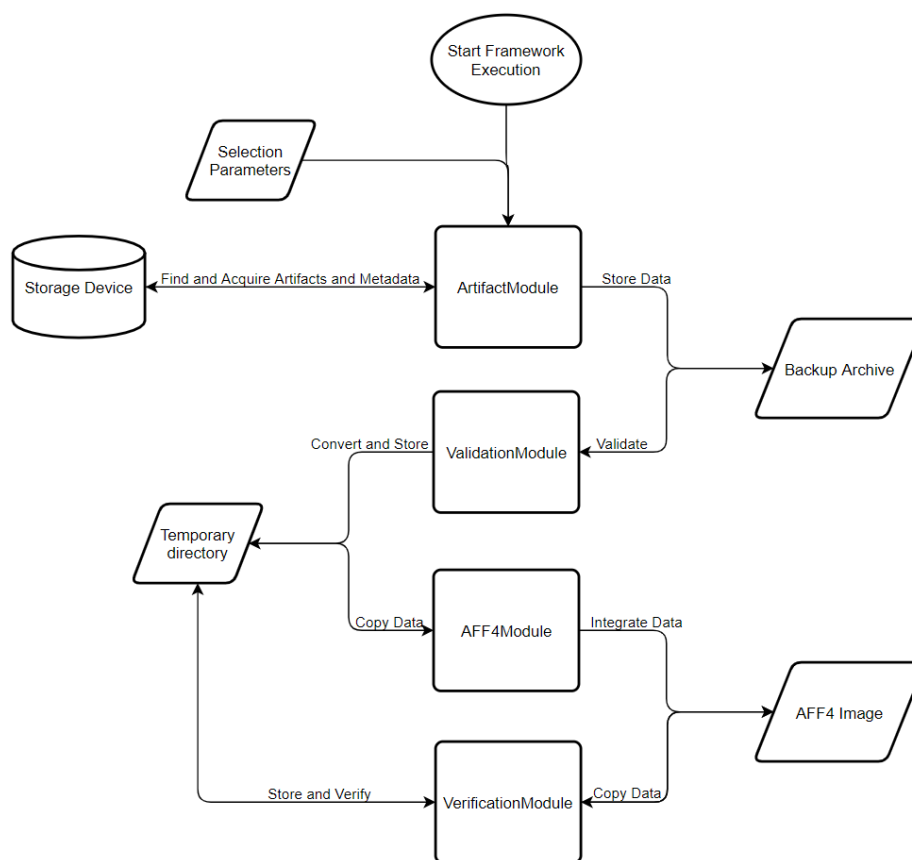 Start Framework
Execution
Selection
Parameters
Storage Device
Find and Acquire Artifacts and Metadata
ArtifactModule
Store Data
Backup Archive
Convert and Store
ValidationModule
Validate
Temporary
directory
Copy Data
AFF4Module
Integrate Data
AFF4 Image
Store and Verify
VerificationModule
Copy Data